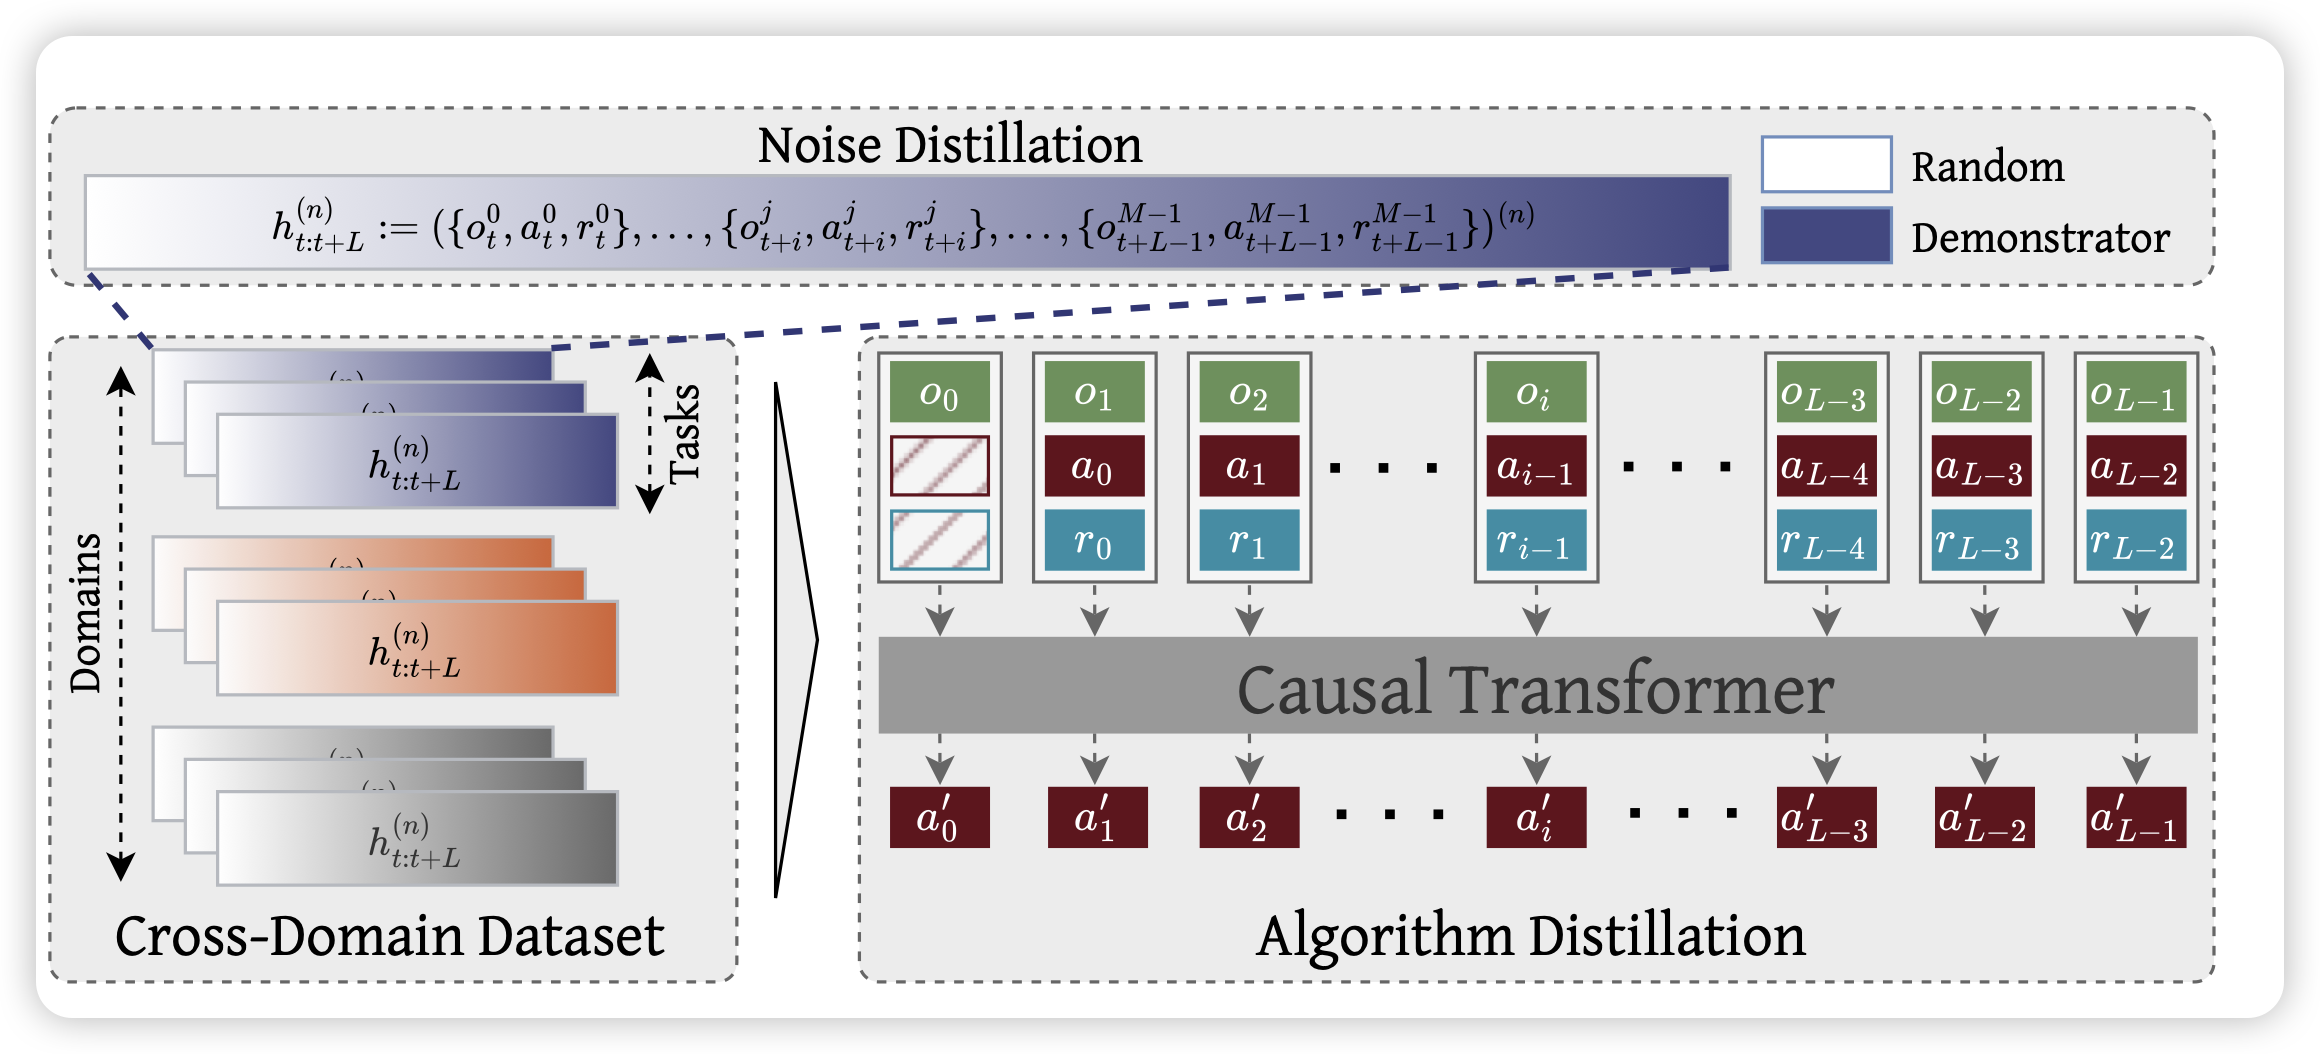 Noise Distillation
$h_{t:t+L}^{(n)} := (\{o_t^0, a_t^0, r_t^0\}, \ldots, \{o_{t+i}^j, a_{t+i}^j, r_{t+i}^j\}, \ldots, \{o_{t+L-1}^{M-1}, a_{t+L-1}^{M-1}, r_{t+L-1}^{M-1}\})^{(n)}$
Random
Demonstrator
Domains
Tasks
$(n)$
$(n)$
$h_{t:t+L}^{(n)}$
$(n)$
$(n)$
$h_{t:t+L}^{(n)}$
$(n)$
$(n)$
$h_{t:t+L}^{(n)}$
Cross-Domain Dataset
$o_0$ $o_1$ $o_2$ $o_i$ $o_{L-3}$ $o_{L-2}$ $o_{L-1}$
$a_0$ $a_1$ · · · $a_{i-1}$ · · · $a_{L-4}$ $a_{L-3}$ $a_{L-2}$
$r_0$ $r_1$ $r_{i-1}$ $r_{L-4}$ $r_{L-3}$ $r_{L-2}$
Causal Transformer
$a'_0$ $a'_1$ $a'_2$ · · · $a'_i$ · · · $a'_{L-3}$ $a'_{L-2}$ $a'_{L-1}$
Algorithm Distillation